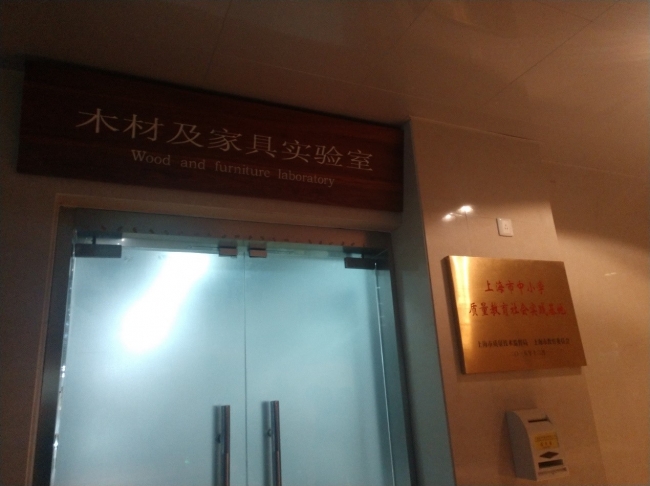 木材及家具实验室
Wood and furniture laboratory
上海市中小学
质量教育社会实践基地